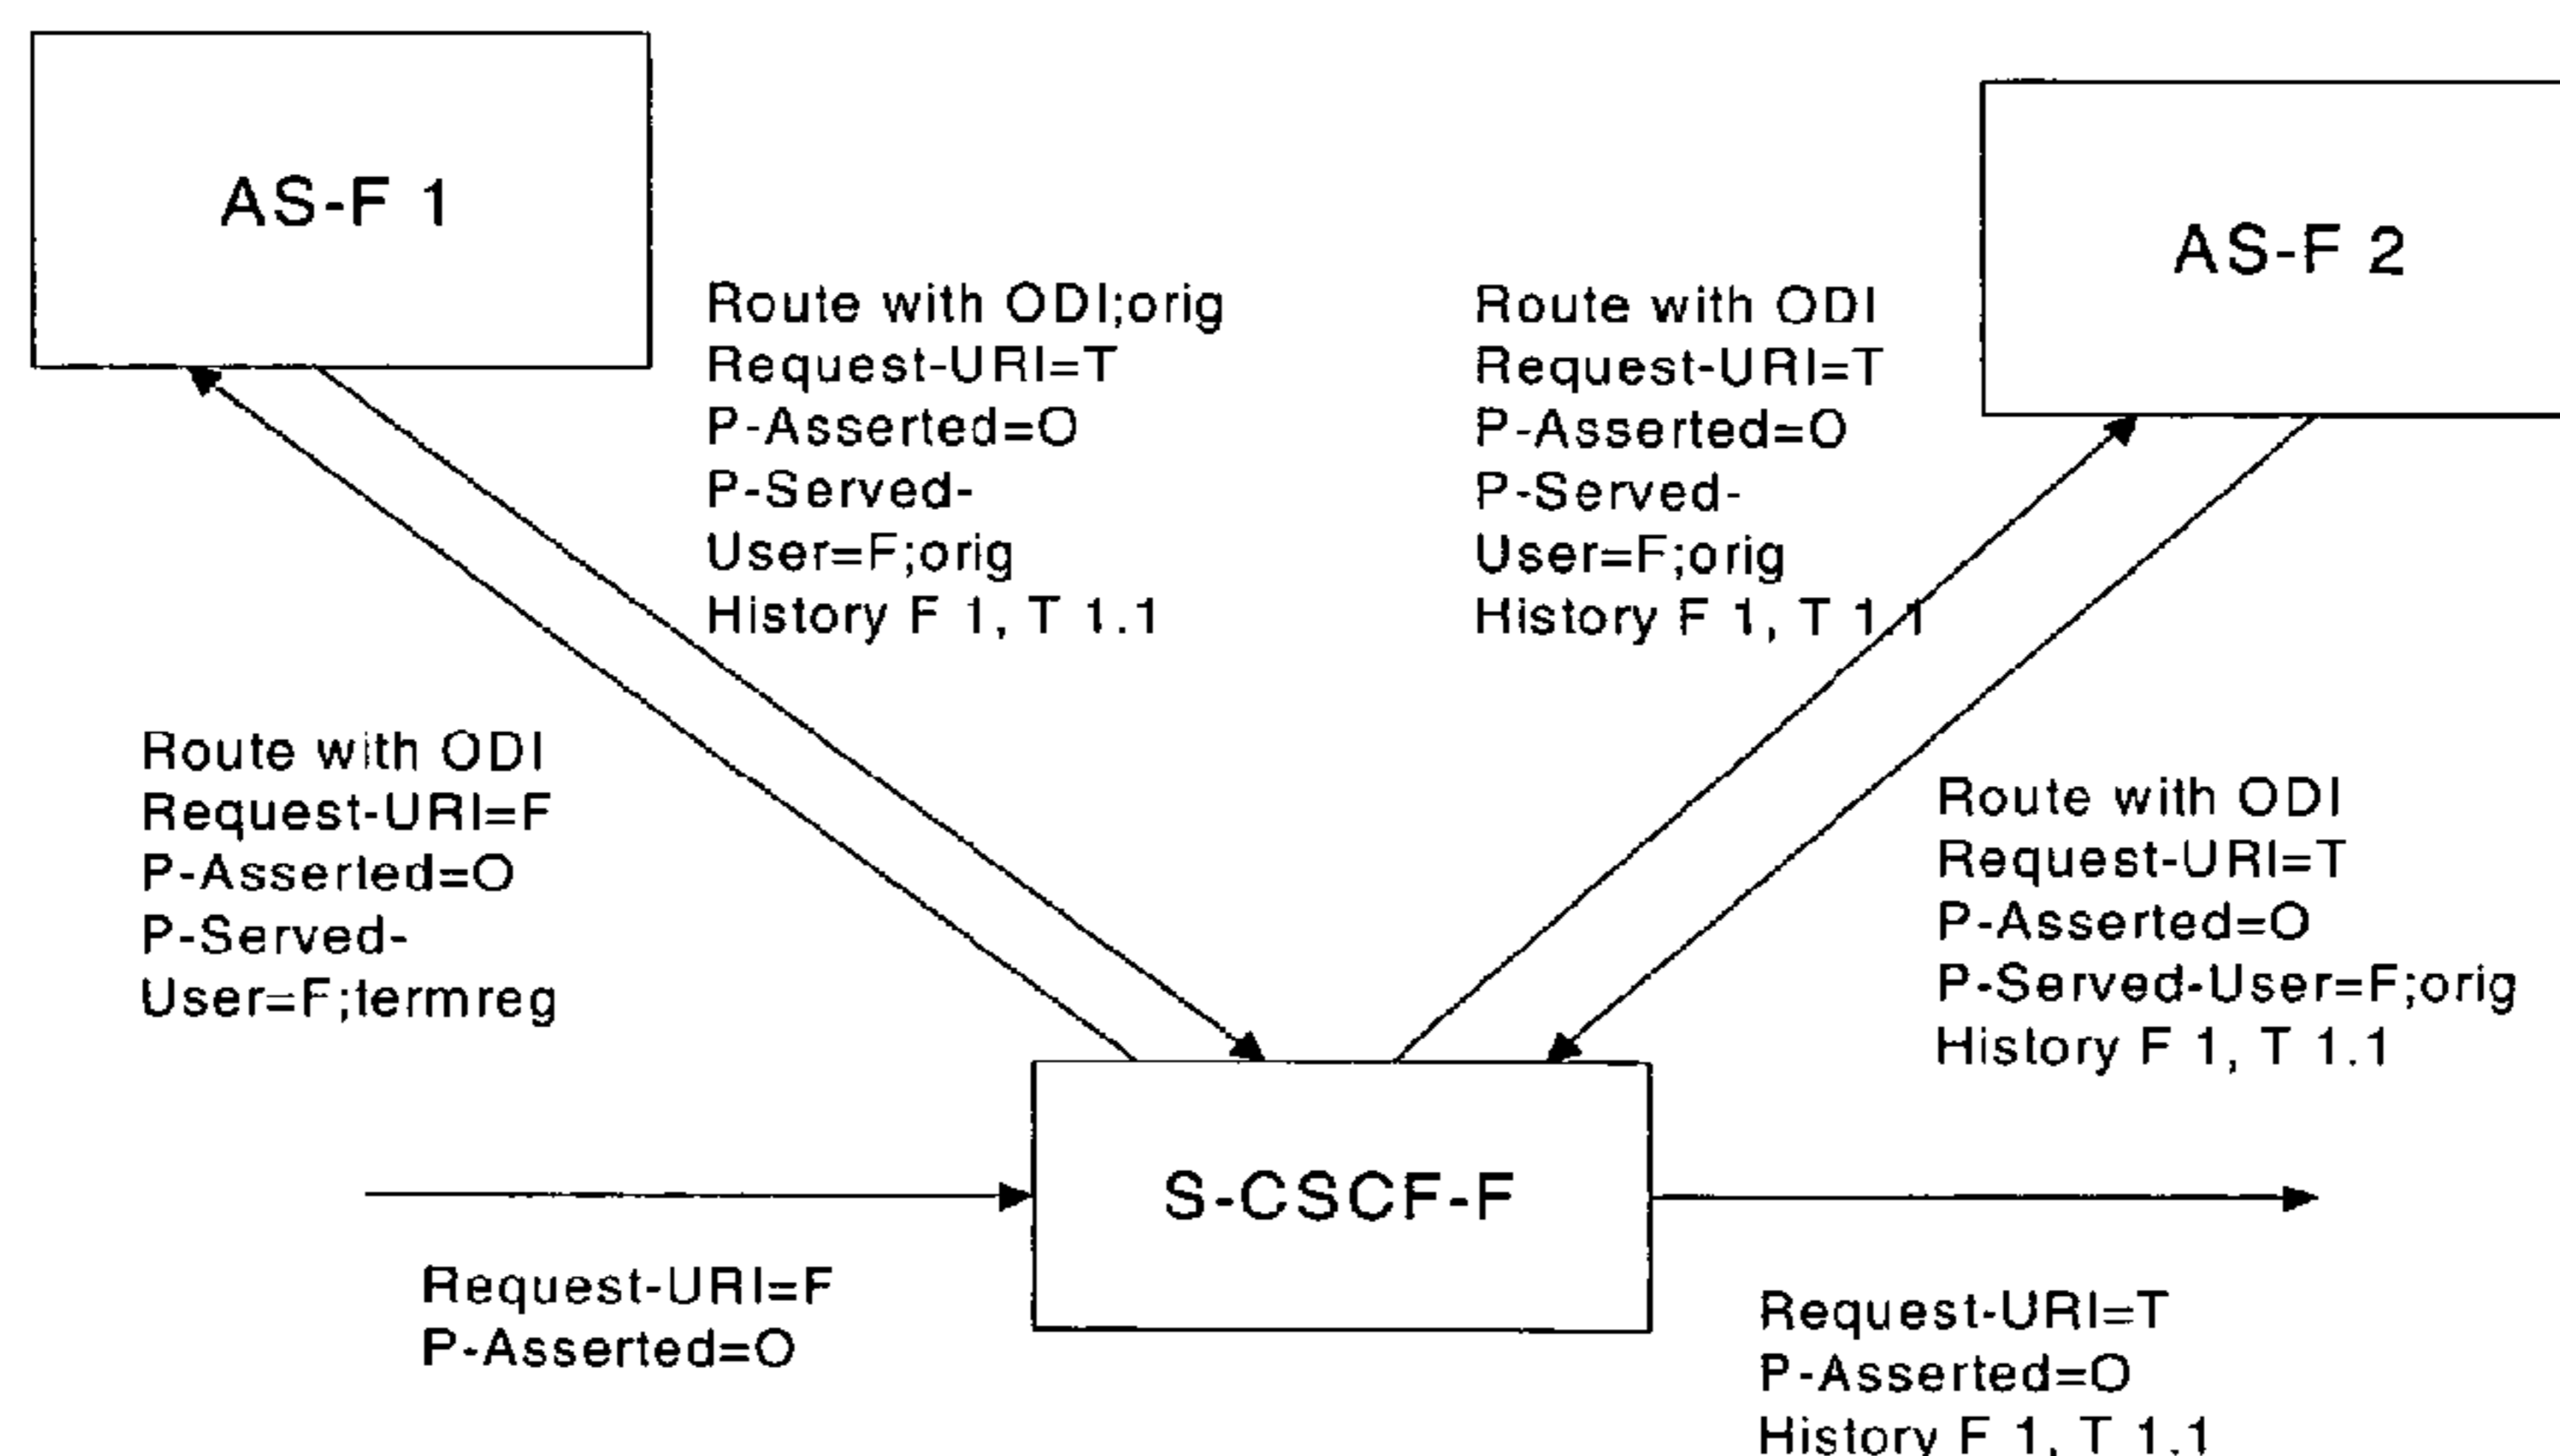 AS-F 1
AS-F 2
Route with ODI;orig
Request-URI=T
P-Asserted=O
P-Served-
User=F;orig
History F 1, T 1.1
Route with ODI
Request-URI=T
P-Asserted=O
P-Served-
User=F;orig
History F 1, T 1.1
Route with ODI
Request-URI=F
P-Asserted=O
P-Served-
User=F;termreg
Route with ODI
Request-URI=T
P-Asserted=O
P-Served-User=F;orig
History F 1, T 1.1
S-CSCF-F
Request-URI=F
P-Asserted=O
Request-URI=T
P-Asserted=O
History F 1, T 1.1